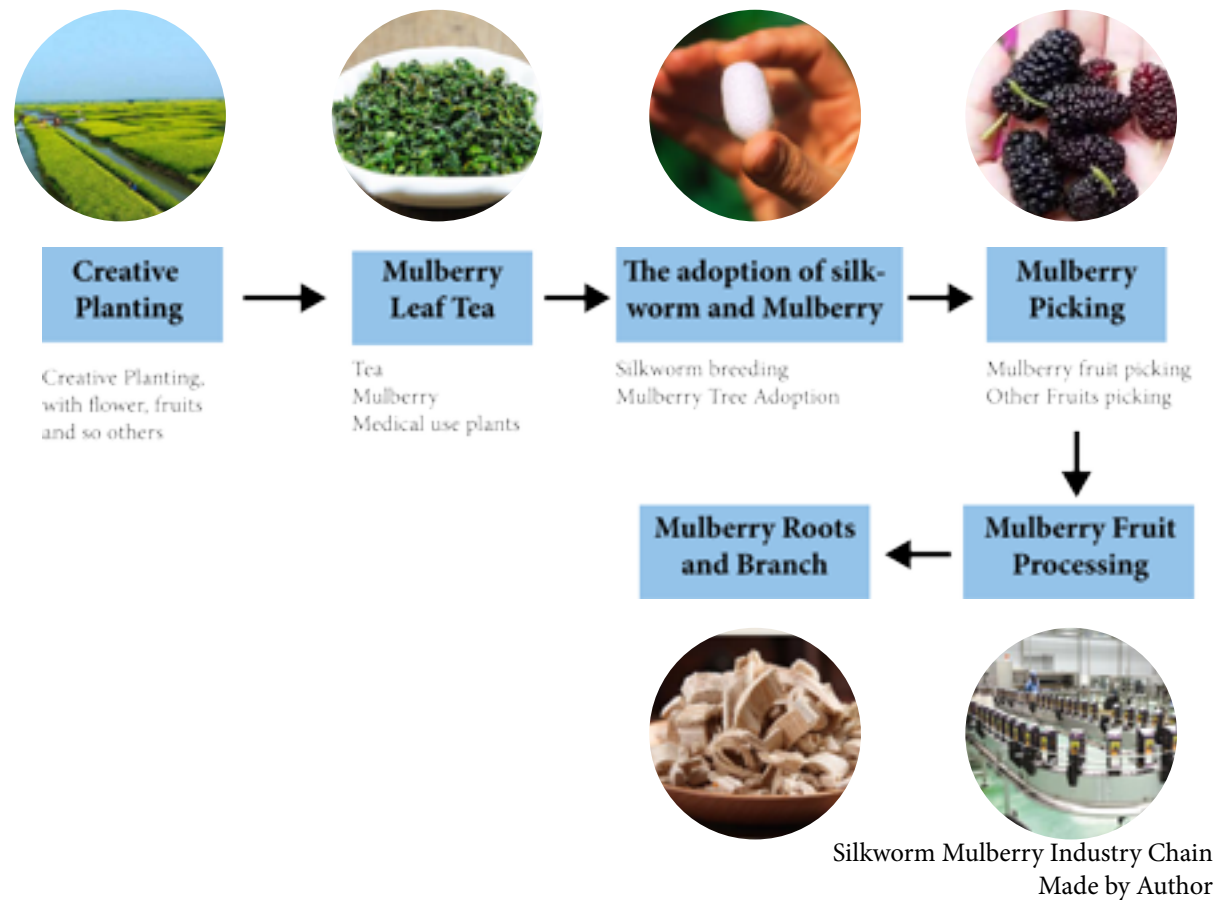 Creative
Planting
Creative Planting,
with flower, fruits
and so others
Mulberry
Leaf Tea
Tea
Mulberry
Medical use plants
The adoption of silk-
worm and Mulberry
Silkworm breeding
Mulberry Tree Adoption
Mulberry
Picking
Mulberry fruit picking
Other Fruits picking
Mulberry Fruit
Processing
Mulberry Roots
and Branch
Silkworm Mulberry Industry Chain
Made by Author